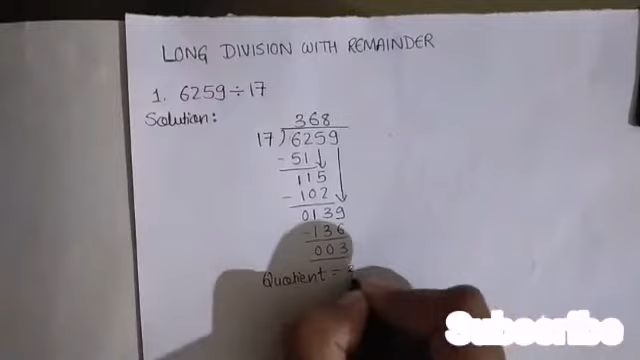 LONG DIVISION WITH REMAINDER
1. 6259÷17
Solution:
368
17)6259
-51↓
115
-102
0139
-136
003
Quotient =
Subscribe